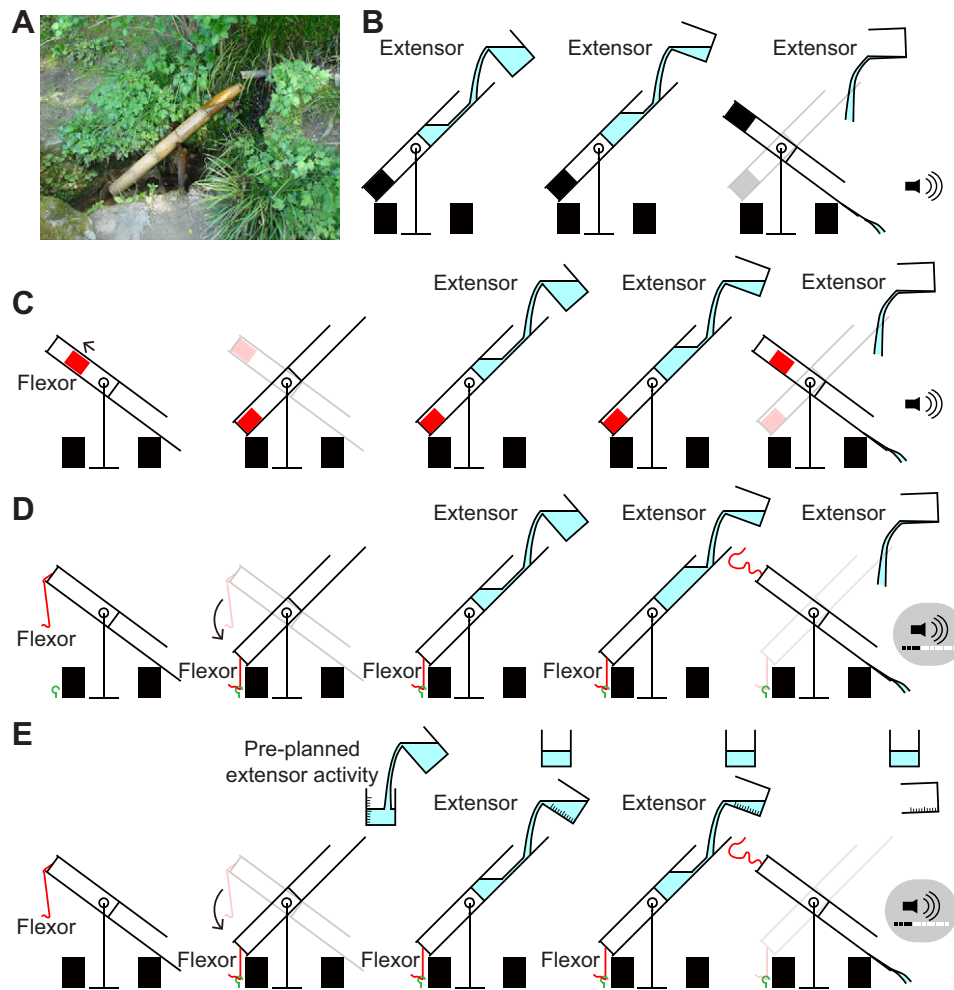 A
B
Extensor
Extensor
Extensor
C
Flexor
Extensor
Extensor
Extensor
D
Flexor
Flexor
Extensor
Flexor
Extensor
Flexor
Extensor
E
Pre-planned
extensor activity
Flexor
Flexor
Extensor
Flexor
Extensor
Flexor